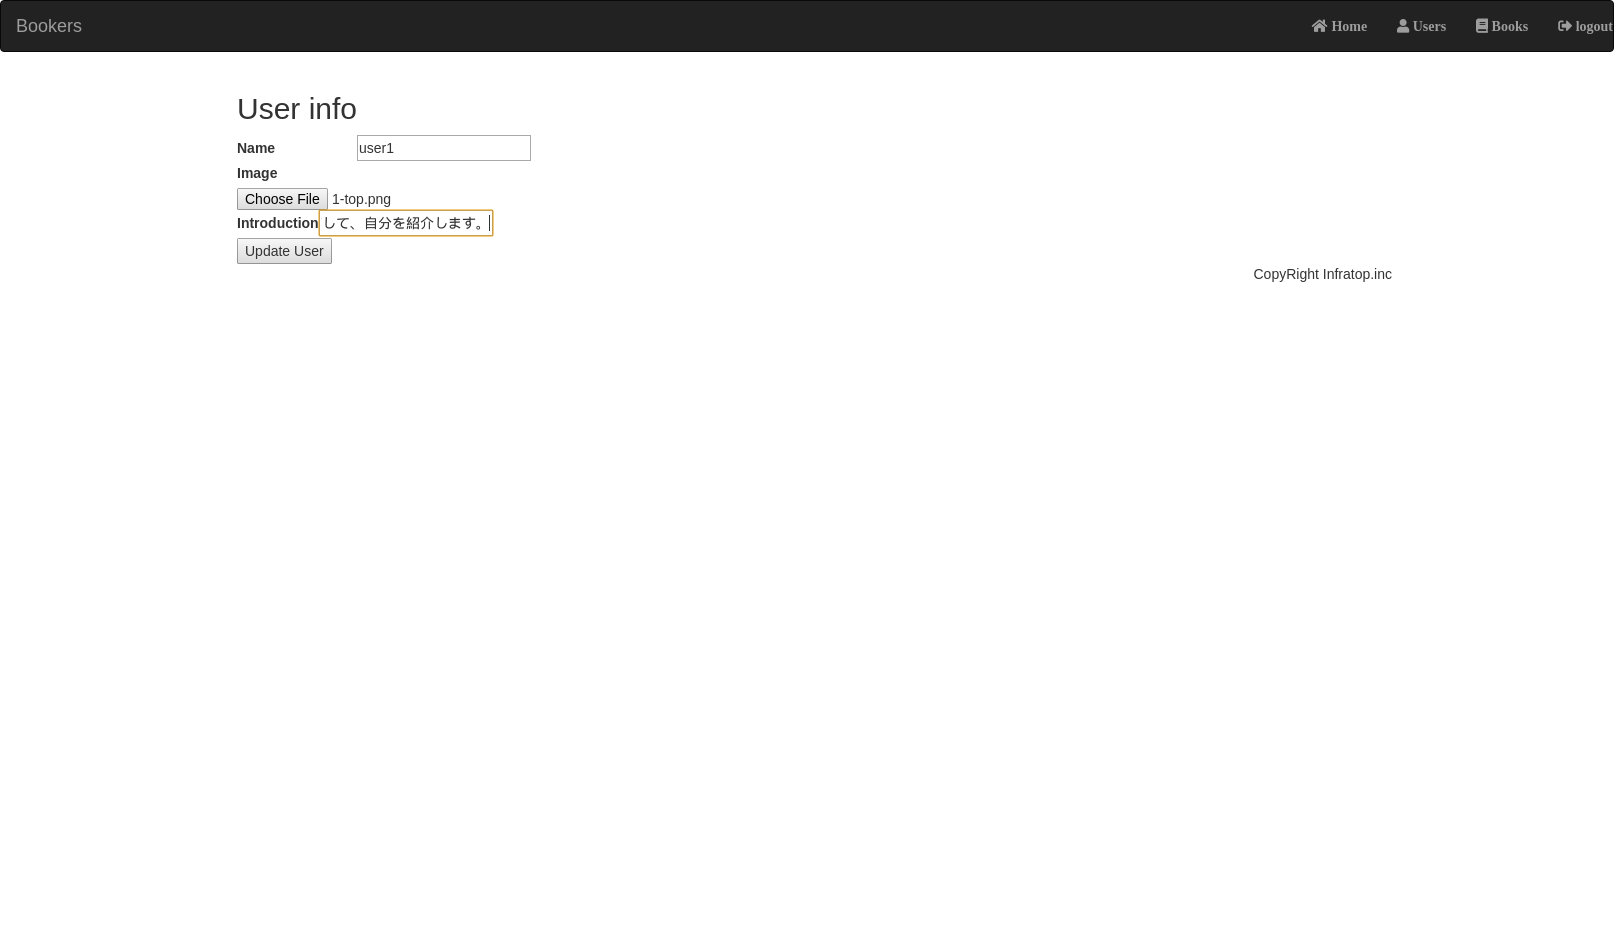 Bookers Home Users Books logout
User info
Name user1
Image
Choose File 1-top.png
Introduction して、自分を紹介します。
Update User
CopyRight Infratop.inc